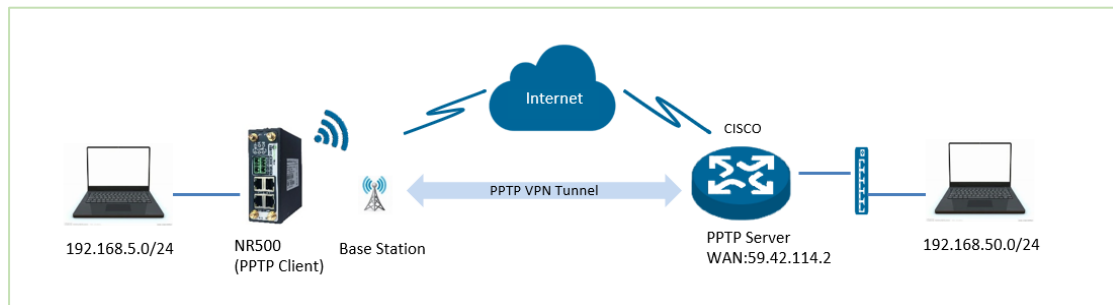 Internet
CISCO
PPTP VPN Tunnel
192.168.5.0/24
NR500
(PPTP Client)
Base Station
PPTP Server
WAN:59.42.114.2
192.168.50.0/24